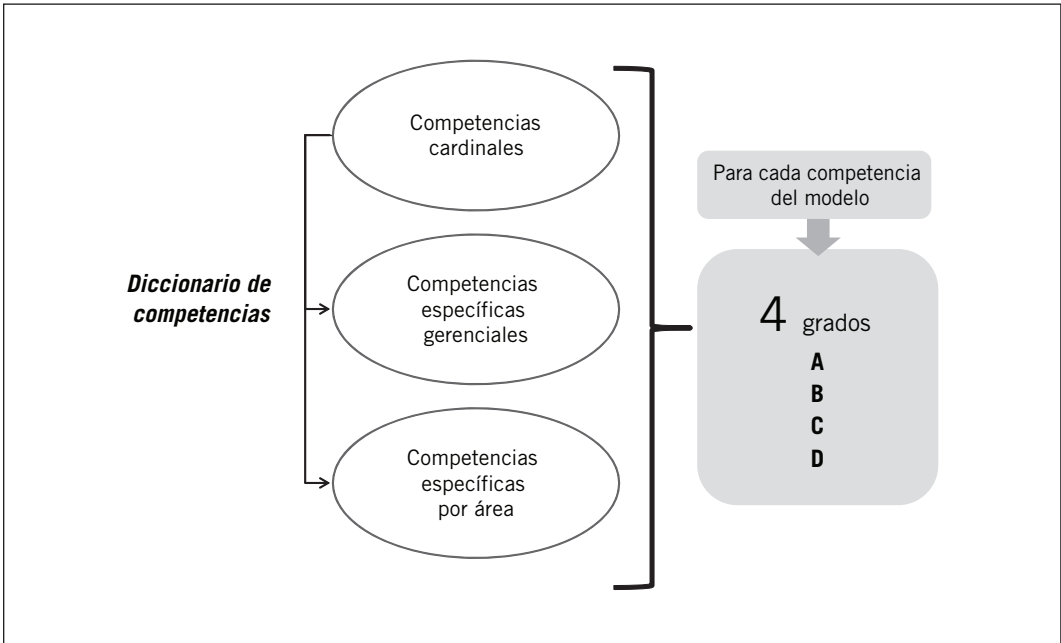 Diccionario de
competencias
Competencias
cardinales
Competencias
específicas
gerenciales
Competencias
específicas
por área
Para cada competencia
del modelo
4 grados
A
B
C
D